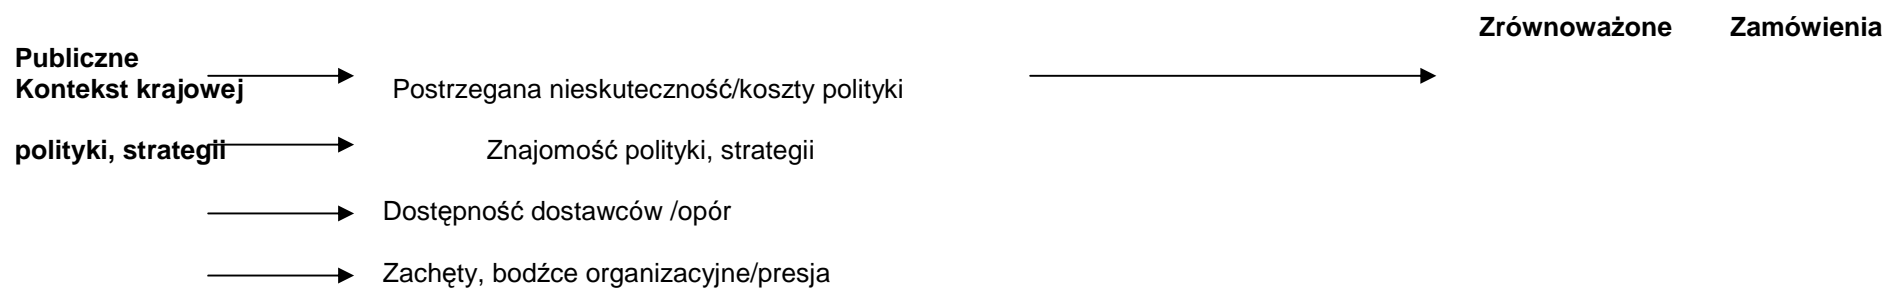 Zrównoważone Zamówienia
Publiczne
Kontekst krajowej Postrzegana nieskuteczność/koszty polityki
polityki, strategii Znajomość polityki, strategii
Dostępność dostawców /opór
Zachęty, bodźce organizacyjne/presja